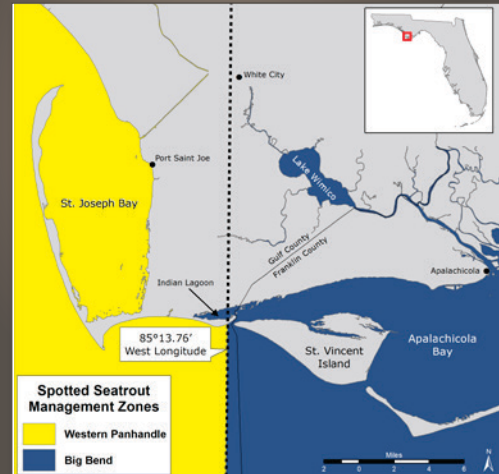 White City
Lake Wimico
Port Saint Joe
St. Joseph Bay
Gulf County
Franklin County
Indian Lagoon
Apalachicola
85°13.76'
West Longitude
St. Vincent
Island
Apalachicola
Bay
Spotted Seatrout
Management Zones
Western Panhandle
Big Bend
Miles
2 0 2 4 6
N